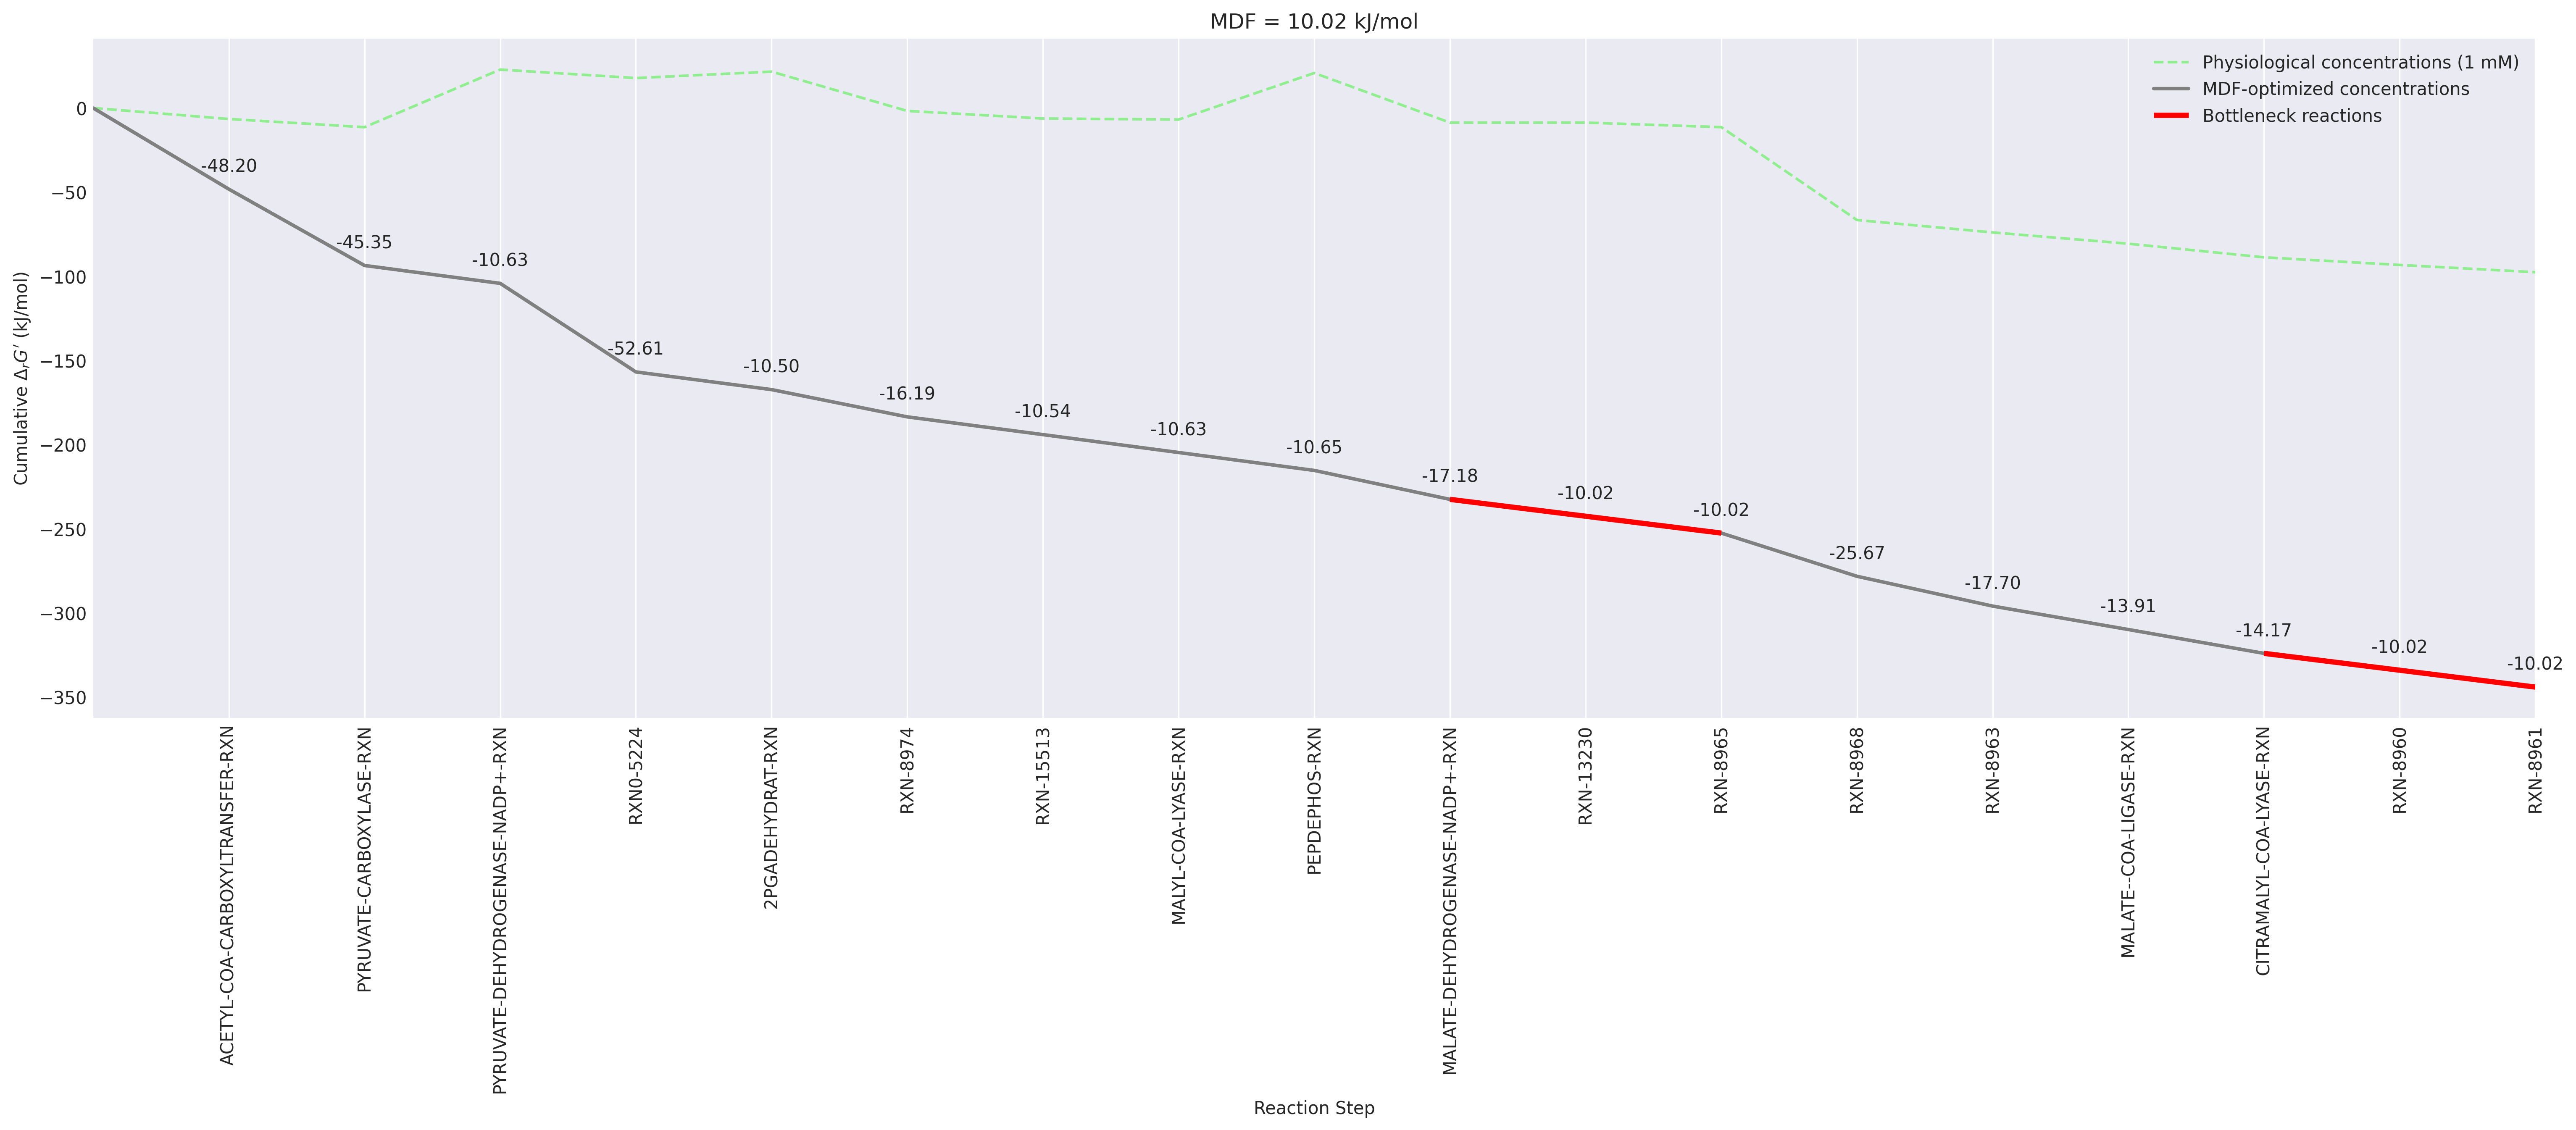 MDF = 10.02 kJ/mol
Physiological concentrations (1 mM)
MDF-optimized concentrations
Bottleneck reactions
Cumulative ΔrG′ (kJ/mol)
0
−50
−100
−150
−200
−250
−300
−350
-48.20
-45.35
-10.63
-52.61
-10.50
-16.19
-10.54
-10.63
-10.65
-17.18
-10.02
-10.02
-25.67
-17.70
-13.91
-14.17
-10.02
-10.02
ACETYL-COA-CARBOXYLTRANSFER-RXN
PYRUVATE-CARBOXYLASE-RXN
PYRUVATE-DEHYDROGENASE-NADP+-RXN
RXN0-5224
2PGADEHYDRAT-RXN
RXN-8974
RXN-15513
MALYL-COA-LYASE-RXN
PEPDEPHOS-RXN
MALATE-DEHYDROGENASE-NADP+-RXN
RXN-13230
RXN-8965
RXN-8968
RXN-8963
MALATE--COA-LIGASE-RXN
CITRAMALYL-COA-LYASE-RXN
RXN-8960
RXN-8961
Reaction Step